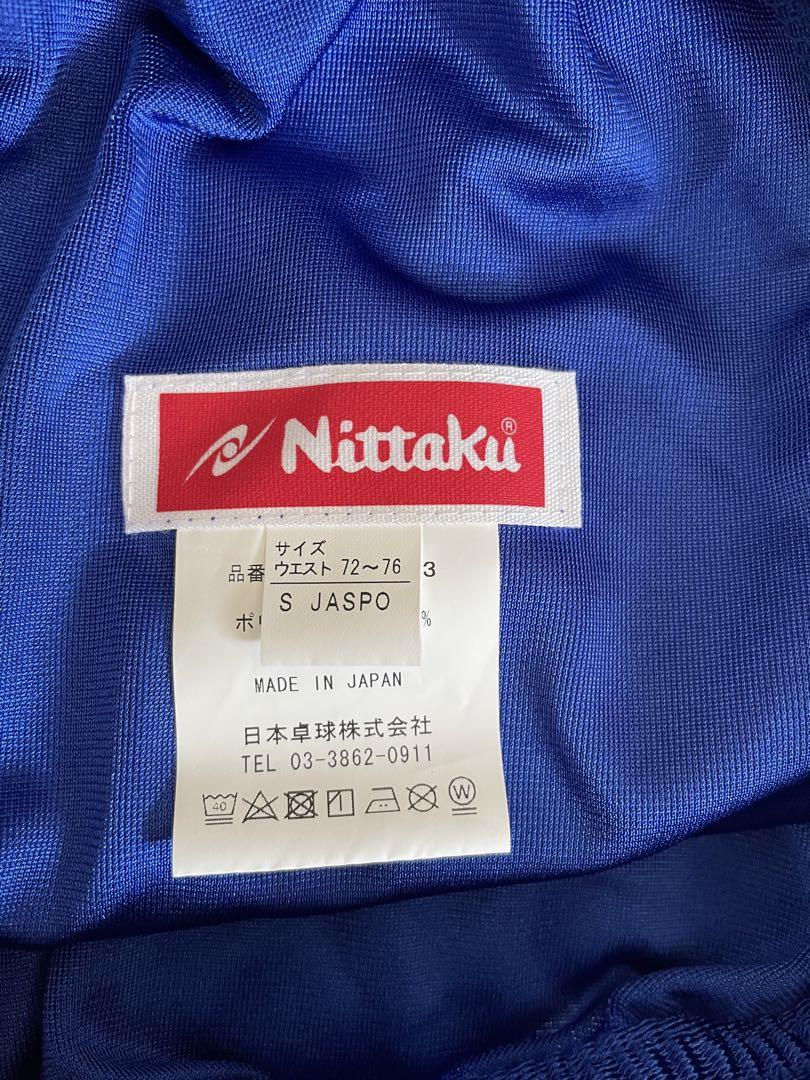 Nittaku®
サイズ
ウエスト 72～76
S JASPO
品番 3
ポリ %
MADE IN JAPAN
日本卓球株式会社
TEL 03-3862-0911
40 W